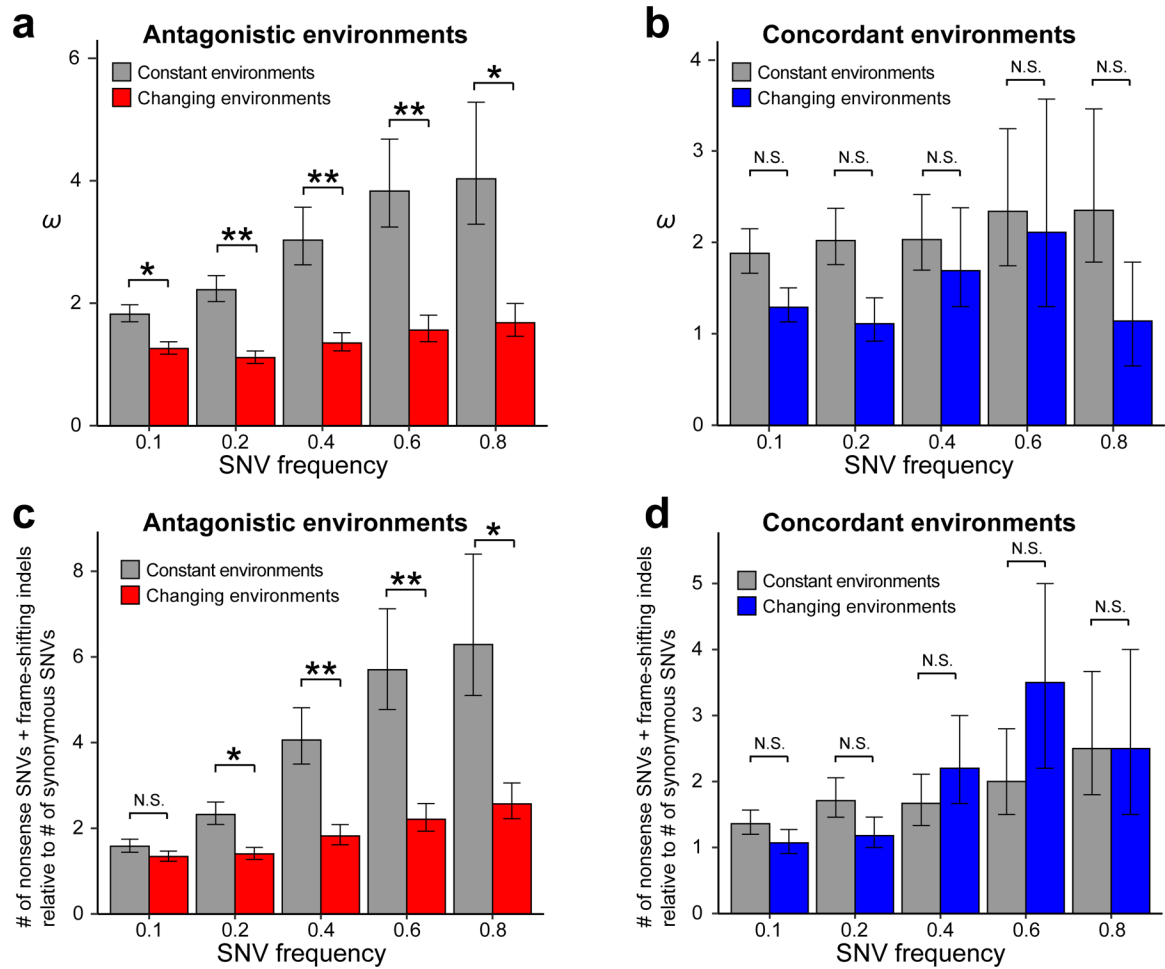 a
Antagonistic environments
Constant environments
Changing environments
ω
6
4
2
0
*
**
**
**
*
0.1 0.2 0.4 0.6 0.8
SNV frequency
b
Concordant environments
Constant environments
Changing environments
ω
4
3
2
1
0
N.S.
N.S.
N.S.
N.S.
N.S.
0.1 0.2 0.4 0.6 0.8
SNV frequency
c
Antagonistic environments
Constant environments
Changing environments
# of nonsense SNVs + frame-shifting indels
relative to # of synonymous SNVs
8
6
4
2
0
N.S.
*
**
**
*
0.1 0.2 0.4 0.6 0.8
SNV frequency
d
Concordant environments
Constant environments
Changing environments
# of nonsense SNVs + frame-shifting indels
relative to # of synonymous SNVs
5
4
3
2
1
0
N.S.
N.S.
N.S.
N.S.
N.S.
0.1 0.2 0.4 0.6 0.8
SNV frequency